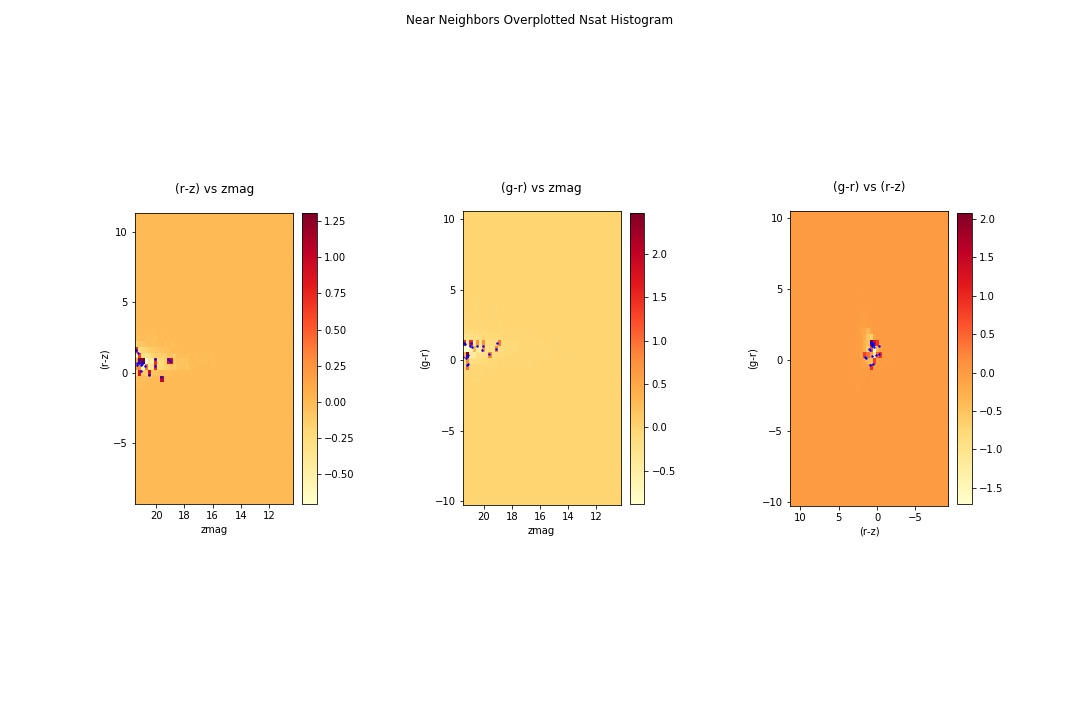 Near Neighbors Overplotted Nsat Histogram
(r-z) vs zmag
(r-z)
10
5
0
−5
20 18 16 14 12
zmag
1.25
1.00
0.75
0.50
0.25
0.00
−0.25
−0.50
(g-r) vs zmag
(g-r)
10
5
0
−5
−10
20 18 16 14 12
zmag
2.0
1.5
1.0
0.5
0.0
−0.5
(g-r) vs (r-z)
(g-r)
10
5
0
−5
−10
10 5 0 −5
(r-z)
2.0
1.5
1.0
0.5
0.0
−0.5
−1.0
−1.5